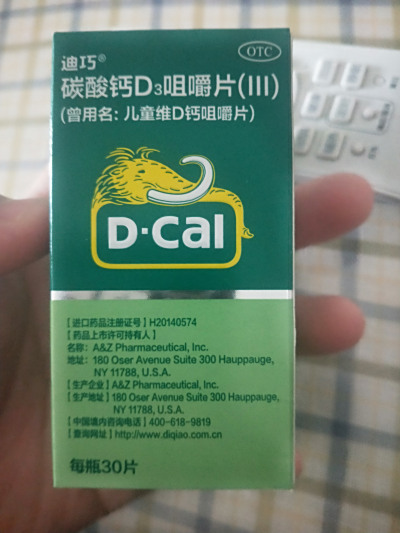 迪巧®
OTC
碳酸钙D3咀嚼片(III)
(曾用名: 儿童维D钙咀嚼片)
D·Cal
【进口药品注册证号】H20140574
【药品上市许可持有人】
名称: A&Z Pharmaceutical, Inc.
地址: 180 Oser Avenue Suite 300 Hauppauge,
NY 11788, U.S.A.
【生产企业】A&Z Pharmaceutical, Inc.
【生产地址】180 Oser Avenue Suite 300 Hauppauge,
NY 11788, U.S.A.
【中国境内咨询电话】400-618-9819
【查询网址】http://www.diqiao.com.cn
每瓶30片